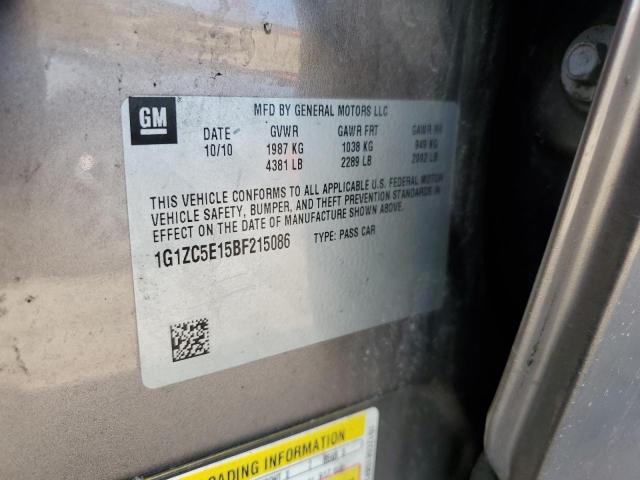 GM
MFD BY GENERAL MOTORS LLC
DATE GVWR GAWR FRT GAWR RR
10/10 1987 KG 1038 KG 949 KG
4381 LB 2289 LB 2092 LB
THIS VEHICLE CONFORMS TO ALL APPLICABLE U.S. FEDERAL MOTOR
VEHICLE SAFETY, BUMPER, AND THEFT PREVENTION STANDARDS IN
EFFECT ON THE DATE OF MANUFACTURE SHOWN ABOVE.
1G1ZC5E15BF215086 TYPE: PASS CAR
LOADING INFORMATION